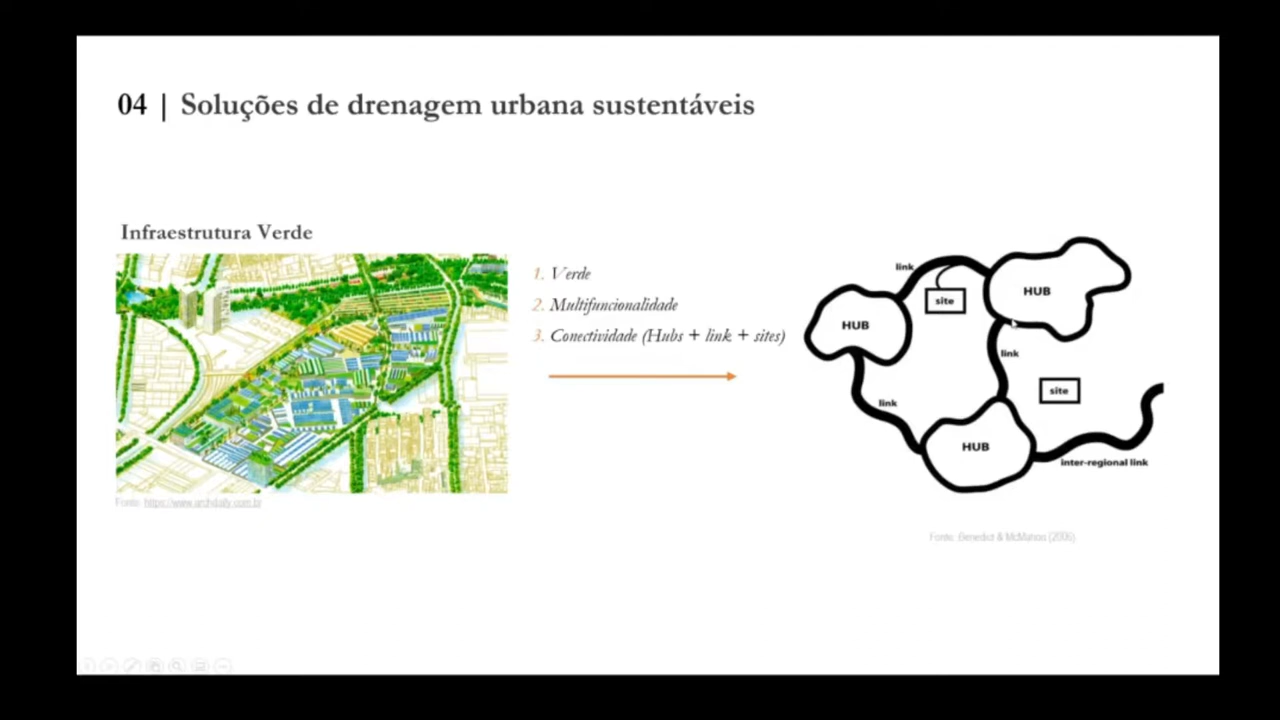 04 | Soluções de drenagem urbana sustentáveis
Infraestrutura Verde
1. Verde
2. Multifuncionalidade
3. Conectividade (Hubs + link + sites)
Fonte: https://www.archdaily.com.br
link
site
HUB
HUB
link
site
link
HUB
inter-regional link
Fonte: Benedict & McMahon (2006)